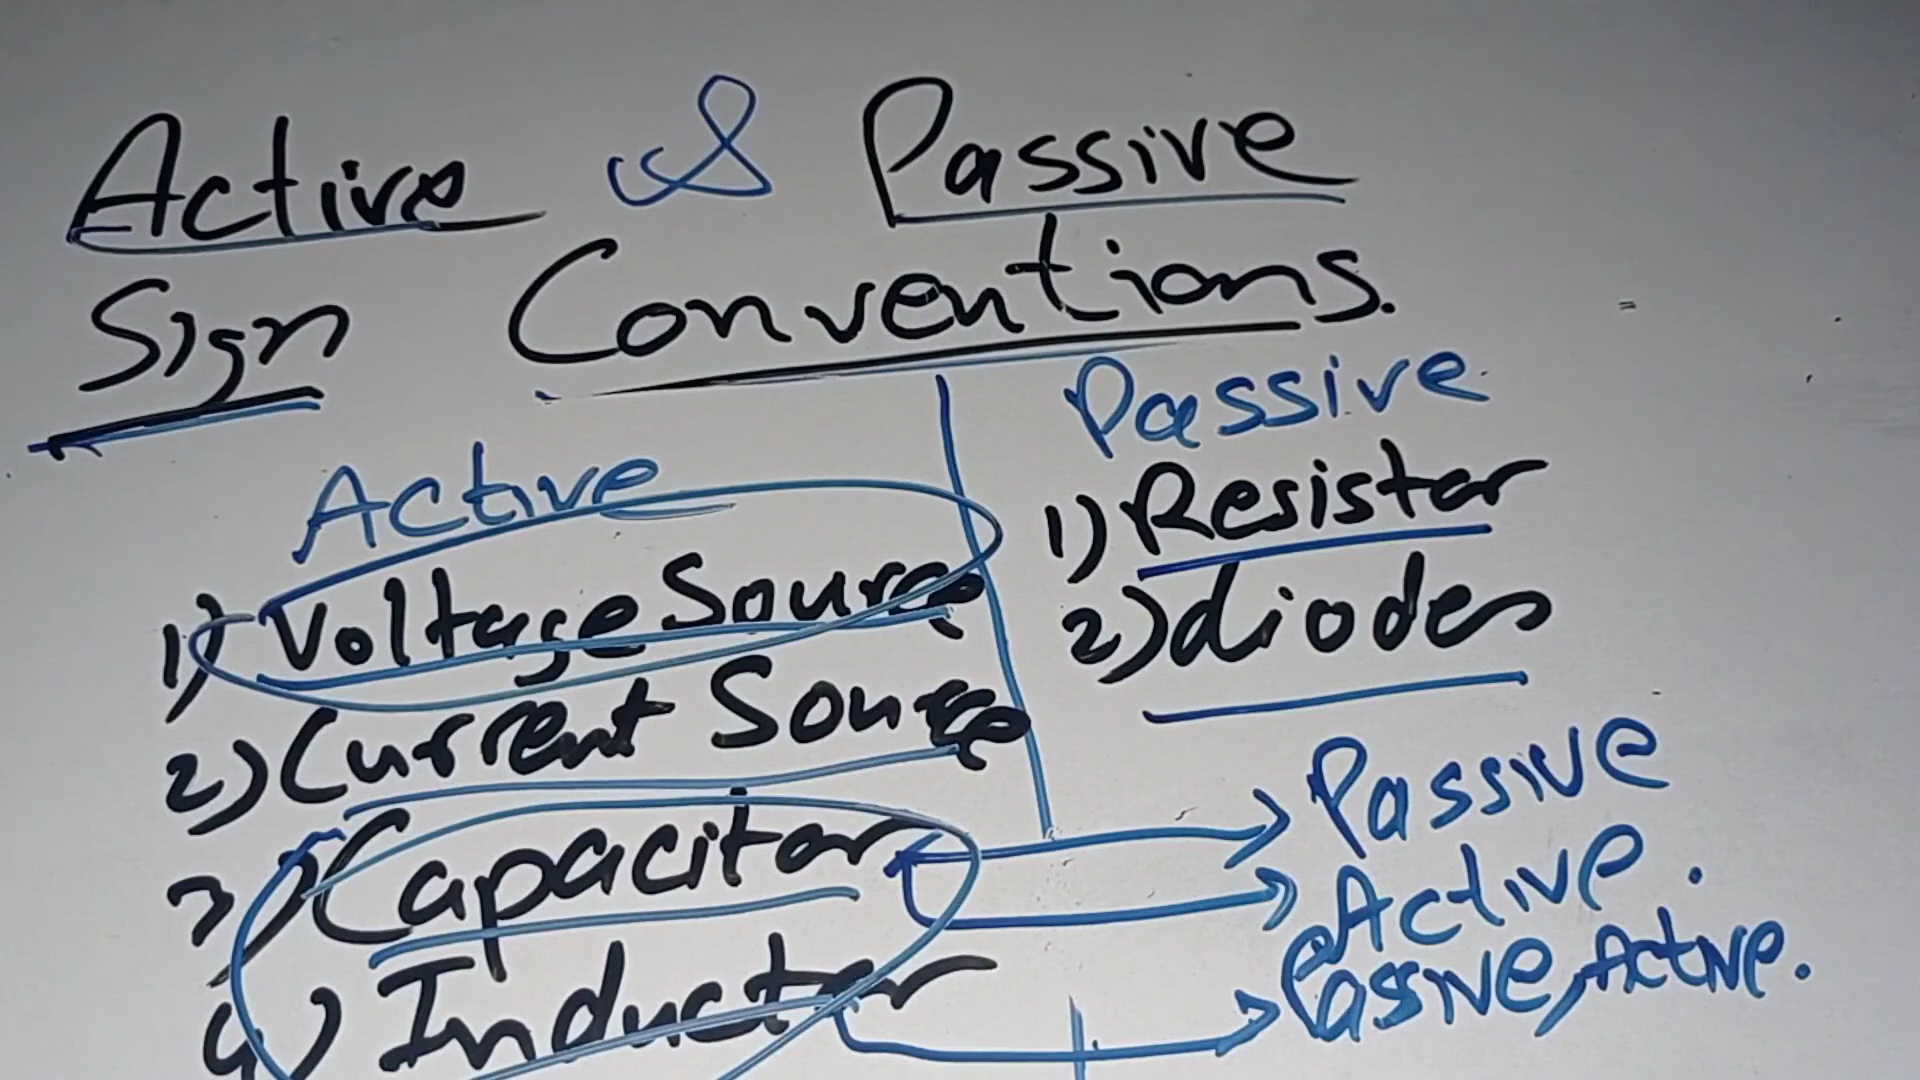 Active & Passive
Sign Conventions.
Active
1) Voltage Source
2) Current Source
3) Capacitor
4) Inductor
Passive
1) Resistor
2) diodes
Passive
Active.
Passive, Active.